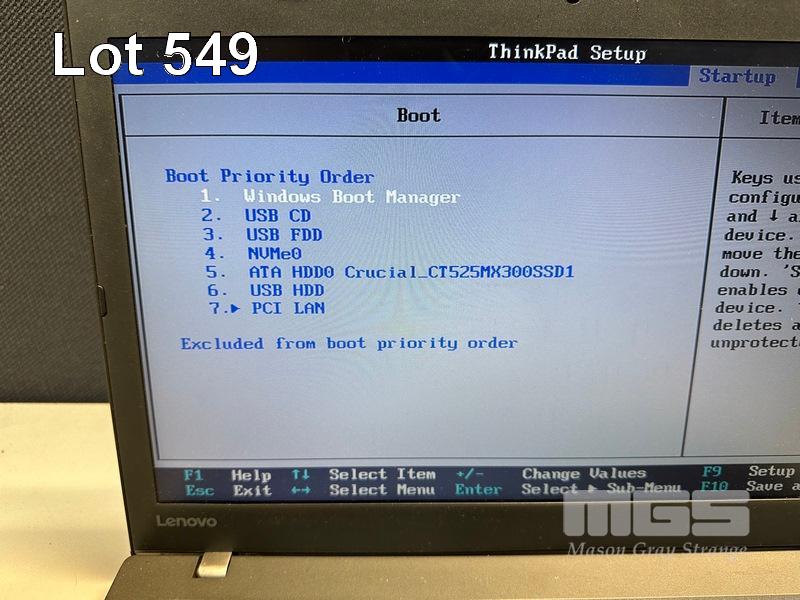 Lot 549
ThinkPad Setup
Startup
Boot
Item
Boot Priority Order
1. Windows Boot Manager
2. USB CD
3. USB FDD
4. NVMe0
5. ATA HDD0 Crucial_CT525MX300SSD1
6. USB HDD
7.▶ PCI LAN
Excluded from boot priority order
Keys us
configu
and ↓ a
device.
move the
down. 'S
enables
device.
deletes a
unprotect
F1 Help ↑↓ Select Item +/- Change Values F9 Setup
Esc Exit ←→ Select Menu Enter Select ▶ Sub-Menu F10 Save a
Lenovo
MGS
Mason Gray Strange